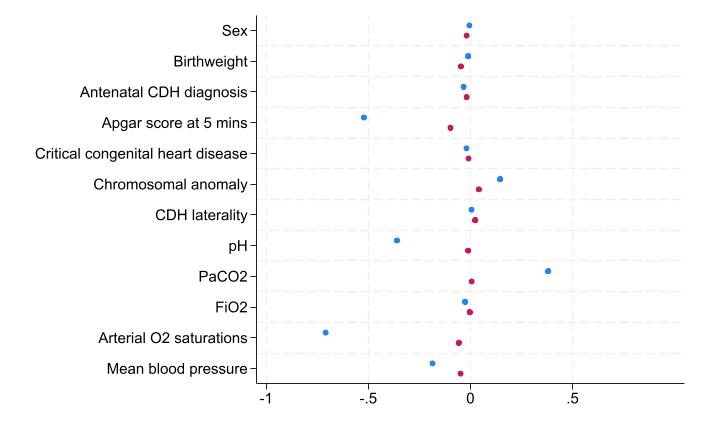 Sex
Birthweight
Antenatal CDH diagnosis
Apgar score at 5 mins
Critical congenital heart disease
Chromosomal anomaly
CDH laterality
pH
PaCO2
FiO2
Arterial O2 saturations
Mean blood pressure
-1 -.5 0 .5